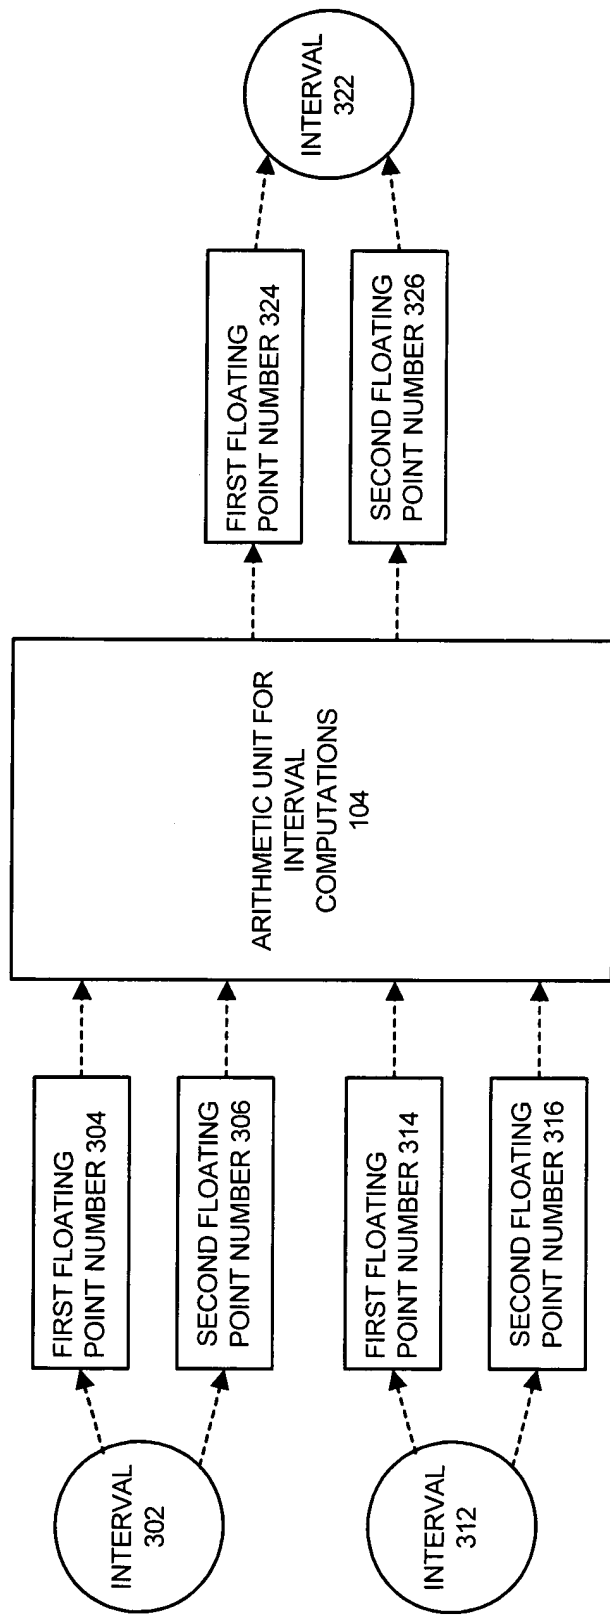 INTERVAL
302
FIRST FLOATING
POINT NUMBER 304
SECOND FLOATING
POINT NUMBER 306
INTERVAL
312
FIRST FLOATING
POINT NUMBER 314
SECOND FLOATING
POINT NUMBER 316
ARITHMETIC UNIT FOR
INTERVAL
COMPUTATIONS
104
FIRST FLOATING
POINT NUMBER 324
SECOND FLOATING
POINT NUMBER 326
INTERVAL
322